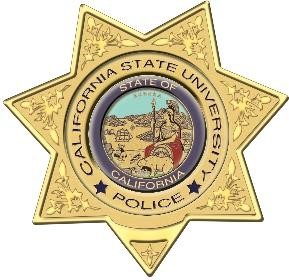 CALIFORNIA STATE UNIVERSITY
STATE OF
CALIFORNIA
POLICE